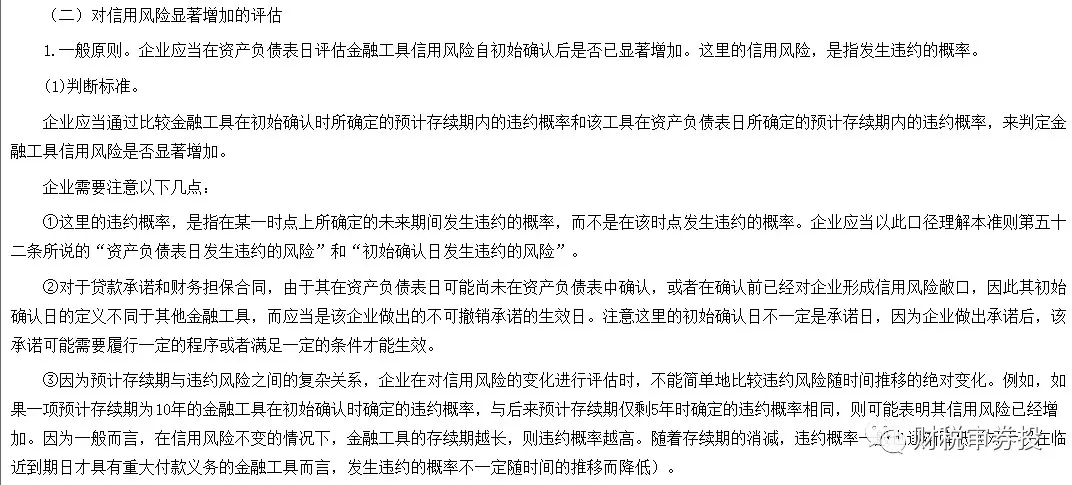 （二）对信用风险显著增加的评估
1.一般原则。企业应当在资产负债表日评估金融工具信用风险自初始确认后是否已显著增加。这里的信用风险，是指发生违约的概率。
(1)判断标准。
企业应当通过比较金融工具在初始确认时所确定的预计存续期内的违约概率和该工具在资产负债表日所确定的预计存续期内的违约概率，来判定金
融工具信用风险是否显著增加。
企业需要注意以下几点：
①这里的违约概率，是指在某一时点上所确定的未来期间发生违约的概率，而不是在该时点发生违约的概率。企业应当以此口径理解本准则第五十
二条所说的“资产负债表日发生违约的风险”和“初始确认日发生违约的风险”。
②对于贷款承诺和财务担保合同，由于其在资产负债表日可能尚未在资产负债表中确认，或者在确认前已经对企业形成信用风险敞口，因此其初始
确认日的定义不同于其他金融工具，而应当是该企业做出的不可撤销承诺的生效日。注意这里的初始确认日不一定是承诺日，因为企业做出承诺后，该
承诺可能需要履行一定的程序或者满足一定的条件才能生效。
③因为预计存续期与违约风险之间的复杂关系，企业在对信用风险的变化进行评估时，不能简单地比较违约风险随时间推移的绝对变化。例如，如
果一项预计存续期为10年的金融工具在初始确认时确定的违约概率，与后来预计存续期仅剩5年时确定的违约概率相同，则可能表明其信用风险已经增
加。因为一般而言，在信用风险不变的情况下，金融工具的存续期越长，则违约概率越高。随着存续期的消减，违约概率一 在临
近到期日才具有重大付款义务的金融工具而言，发生违约的概率不一定随时间的推移而降低）。
财税审券投